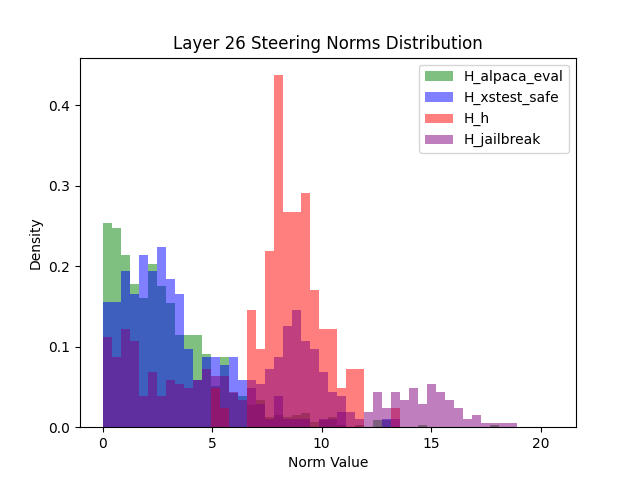 Layer 26 Steering Norms Distribution
H_alpaca_eval
H_xstest_safe
H_h
H_jailbreak
0.4
0.3
0.2
0.1
0.0
Density
0
5
10
15
20
Norm Value